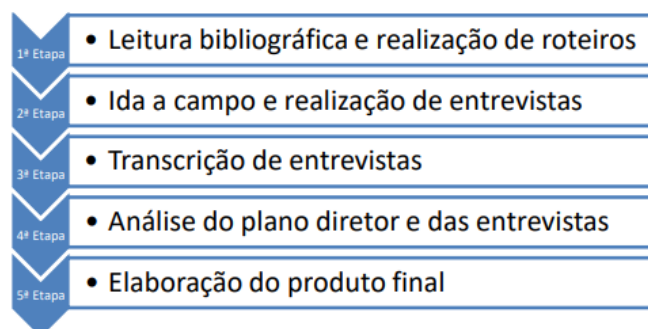 1ª Etapa
• Leitura bibliográfica e realização de roteiros
2ª Etapa
• Ida a campo e realização de entrevistas
3ª Etapa
• Transcrição de entrevistas
4ª Etapa
• Análise do plano diretor e das entrevistas
5ª Etapa
• Elaboração do produto final